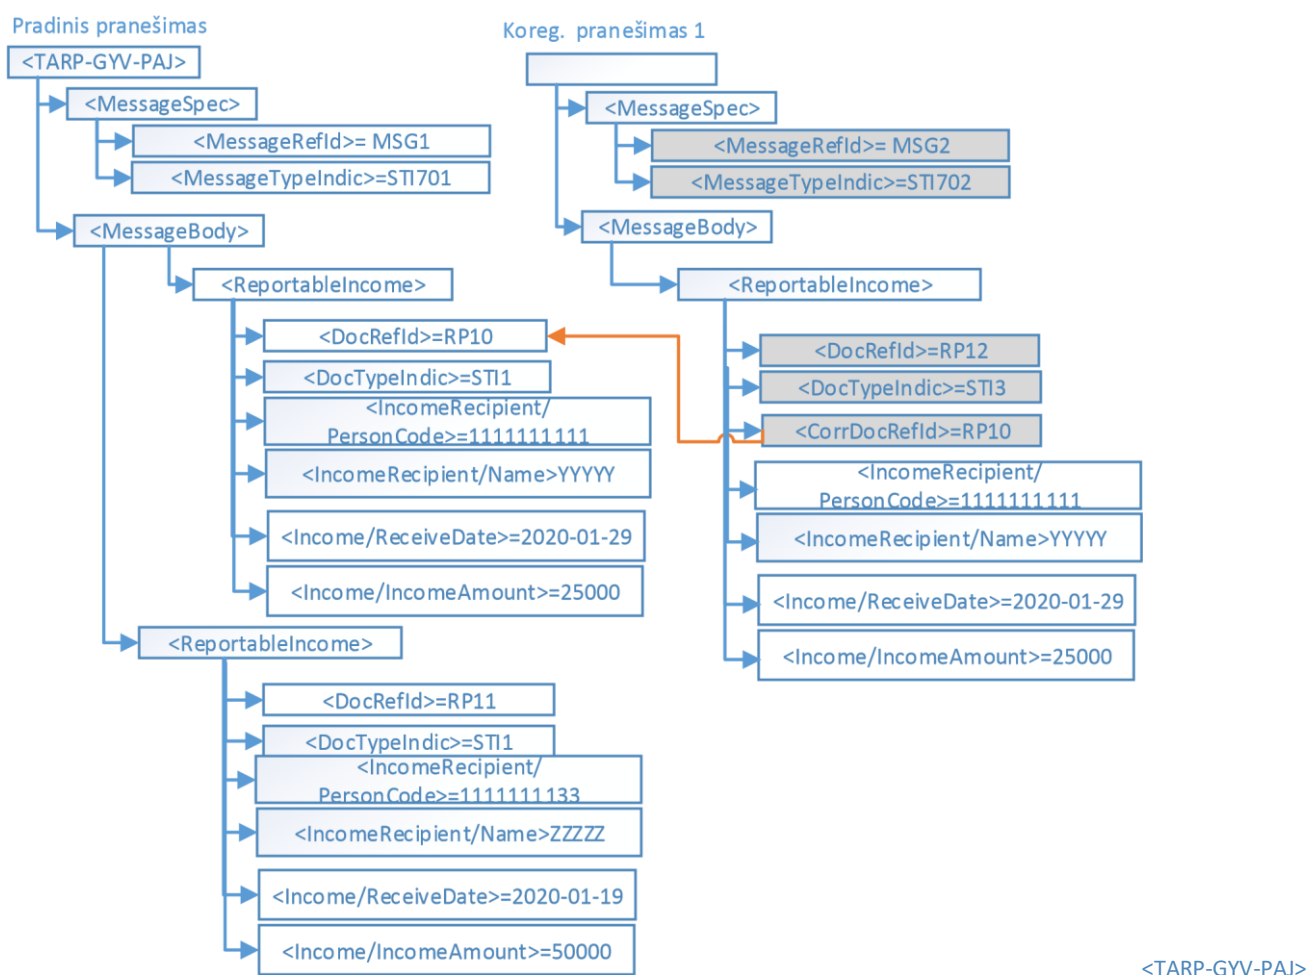 Pradinis pranešimas
<TARP-GYV-PAJ>
<MessageSpec>
<MessageRefId>= MSG1
<MessageTypeIndic>=STI701
<MessageBody>
<ReportableIncome>
<DocRefId>=RP10
<DocTypeIndic>=STI1
<IncomeRecipient/
PersonCode>=1111111111
<IncomeRecipient/Name>YYYYY
<Income/ReceiveDate>=2020-01-29
<Income/IncomeAmount>=25000
<ReportableIncome>
<DocRefId>=RP11
<DocTypeIndic>=STI1
<IncomeRecipient/
PersonCode>=1111111133
<IncomeRecipient/Name>ZZZZZ
<Income/ReceiveDate>=2020-01-19
<Income/IncomeAmount>=50000
Koreg. pranešimas 1
<MessageSpec>
<MessageRefId>= MSG2
<MessageTypeIndic>=STI702
<MessageBody>
<ReportableIncome>
<DocRefId>=RP12
<DocTypeIndic>=STI3
<CorrDocRefId>=RP10
<IncomeRecipient/
PersonCode>=1111111111
<IncomeRecipient/Name>YYYYY
<Income/ReceiveDate>=2020-01-29
<Income/IncomeAmount>=25000
<TARP-GYV-PAJ>